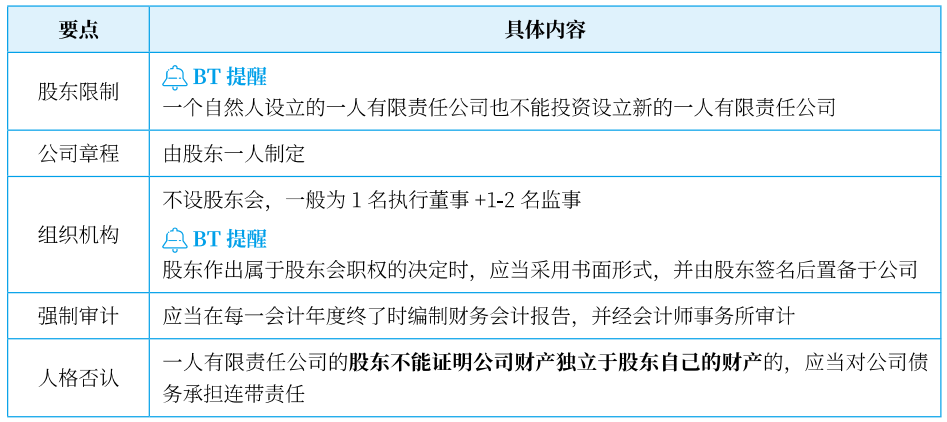 要点 具体内容
股东限制
BT 提醒
一个自然人设立的一人有限责任公司也不能投资设立新的一人有限责任公司
公司章程 由股东一人制定
组织机构
不设股东会，一般为 1 名执行董事 +1-2 名监事
BT 提醒
股东作出属于股东会职权的决定时，应当采用书面形式，并由股东签名后置备于公司
强制审计 应当在每一会计年度终了时编制财务会计报告，并经会计师事务所审计
人格否认
一人有限责任公司的股东不能证明公司财产独立于股东自己的财产的，应当对公司债
务承担连带责任